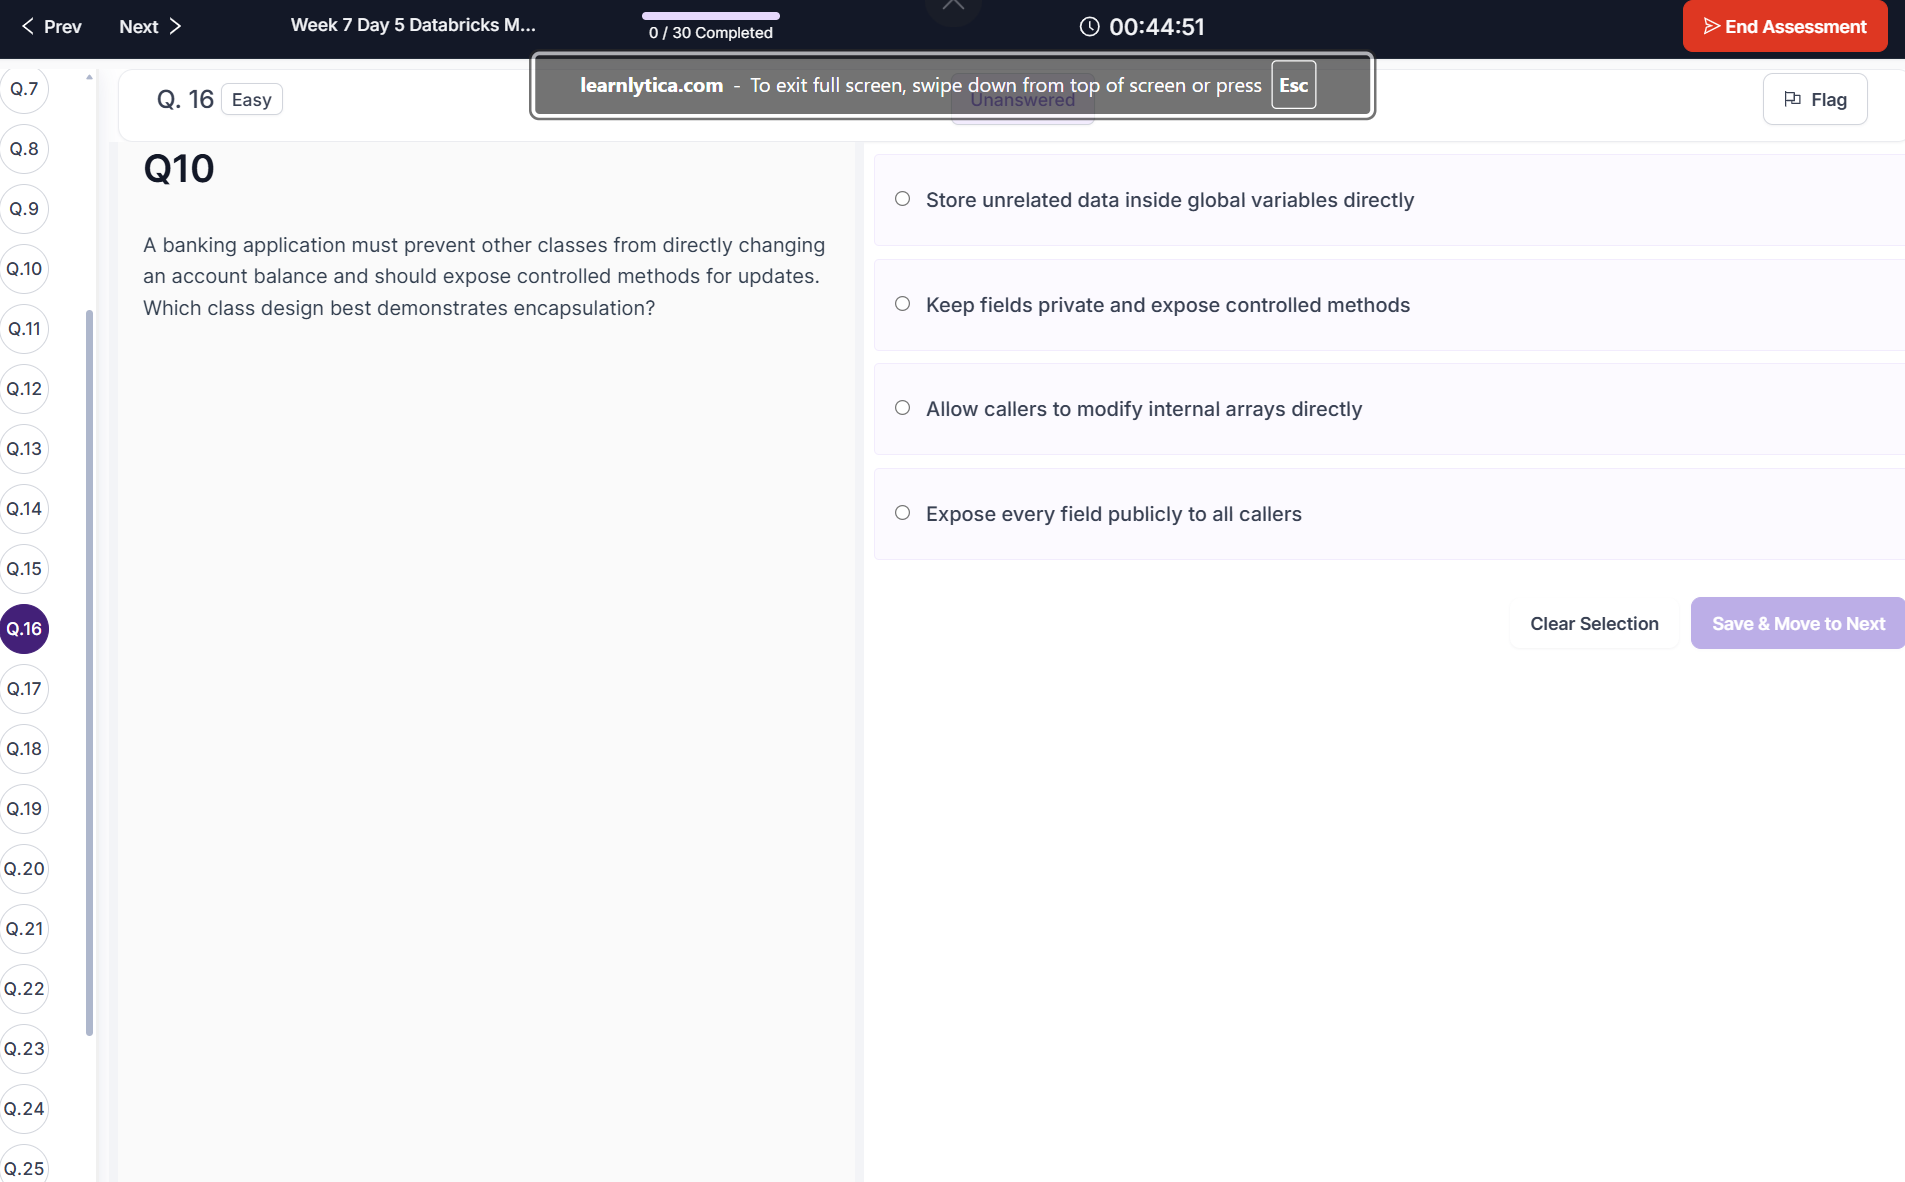 Prev
Next
Week 7 Day 5 Databricks M...
0 / 30 Completed
00:44:51
End Assessment
learnlytica.com - To exit full screen, swipe down from top of screen or press Esc
Q. 16
Easy
Unanswered
Flag
Q.7
Q.8
Q.9
Q.10
Q.11
Q.12
Q.13
Q.14
Q.15
Q.16
Q.17
Q.18
Q.19
Q.20
Q.21
Q.22
Q.23
Q.24
Q.25
Q10
A banking application must prevent other classes from directly changing
an account balance and should expose controlled methods for updates.
Which class design best demonstrates encapsulation?
Store unrelated data inside global variables directly
Keep fields private and expose controlled methods
Allow callers to modify internal arrays directly
Expose every field publicly to all callers
Clear Selection
Save & Move to Next